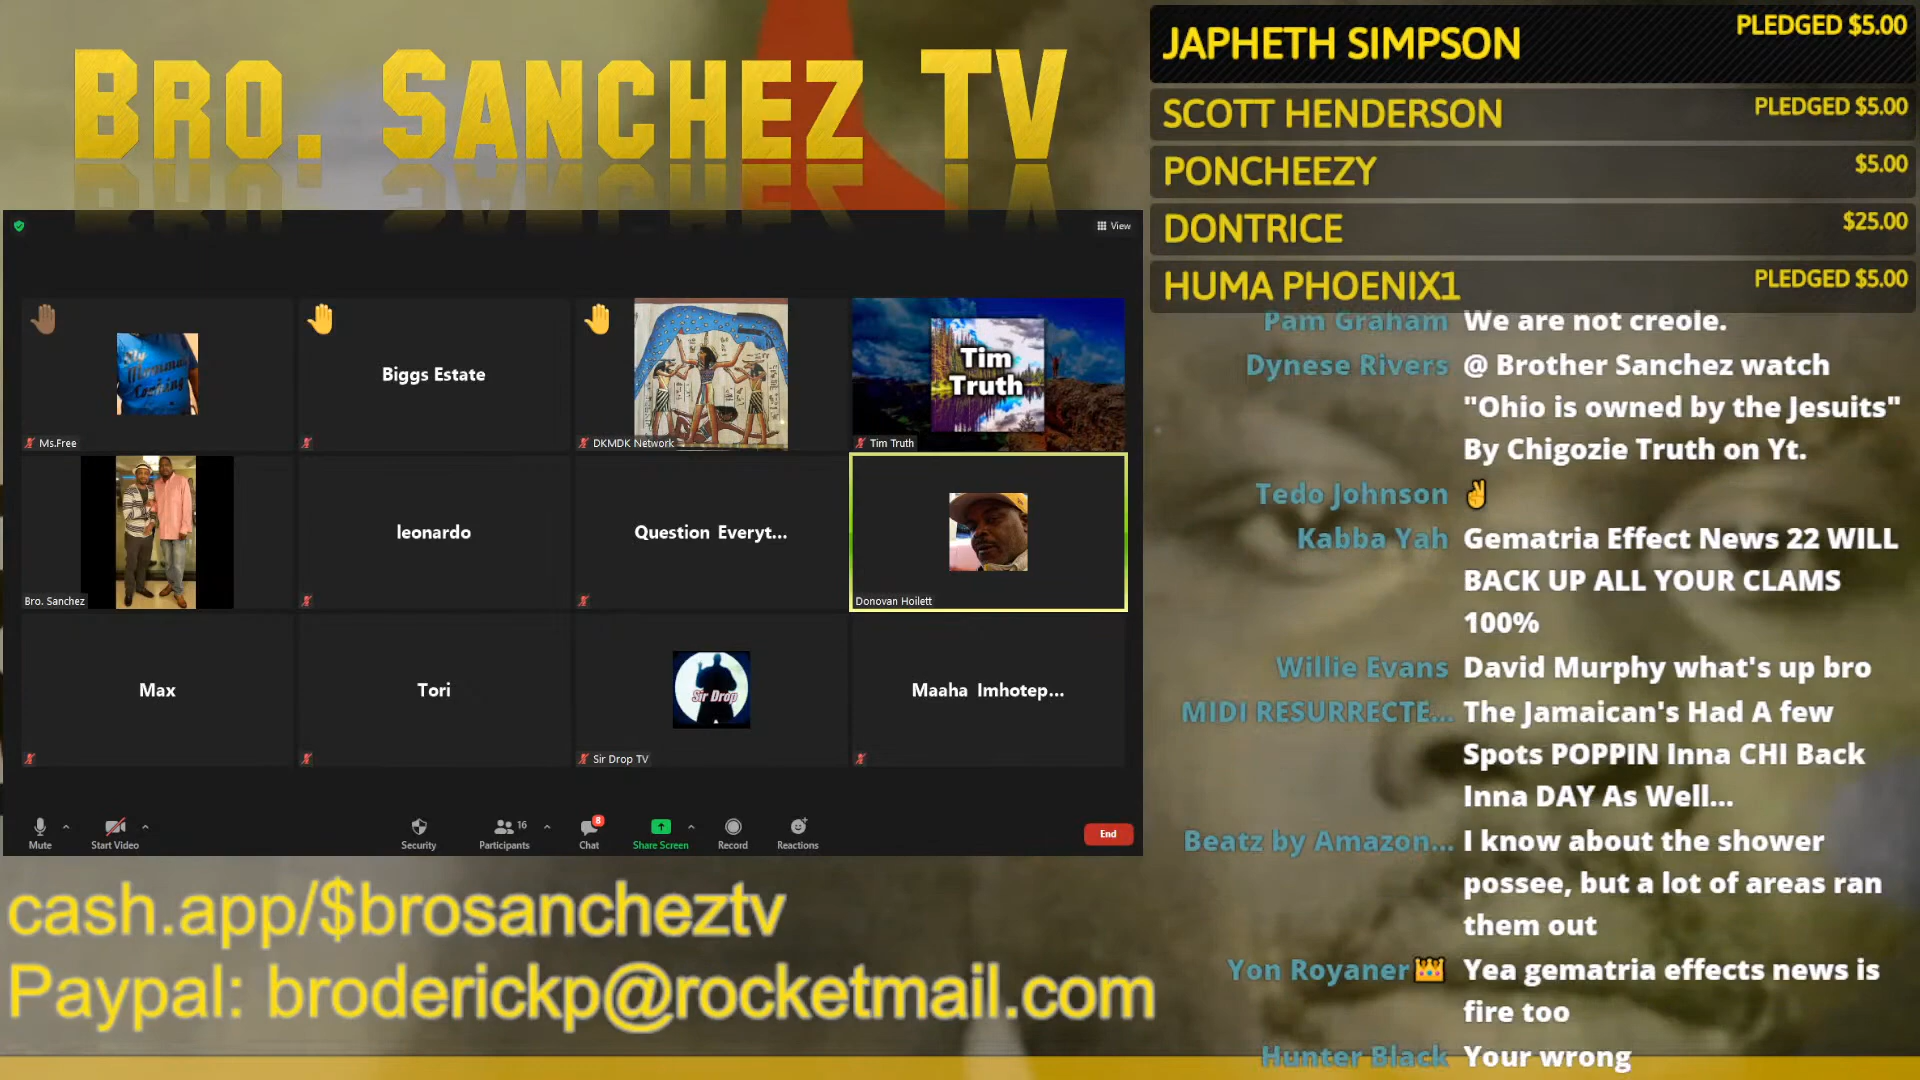 BRO. SANCHEZ TV
JAPHETH SIMPSON PLEDGED $5.00
SCOTT HENDERSON PLEDGED $5.00
PONCHEEZY $5.00
DONTRICE $25.00
HUMA PHOENIX1 PLEDGED $5.00
View
Ms.Free
Biggs Estate
DKMDK Network
Tim
Truth
Tim Truth
Bro. Sanchez
leonardo
Question Everyt...
Donovan Hoilett
Max
Tori
Sir Drop
Sir Drop TV
Maaha Imhotep...
Mute
Start Video
Security
16
Participants
8
Chat
Share Screen
Record
Reactions
End
cash.app/$brosancheztv
Paypal: broderickp@rocketmail.com
Pam Graham We are not creole.
Dynese Rivers @ Brother Sanchez watch
"Ohio is owned by the Jesuits"
By Chigozie Truth on Yt.
Tedo Johnson ✌
Kabba Yah Gematria Effect News 22 WILL
BACK UP ALL YOUR CLAMS
100%
Willie Evans David Murphy what's up bro
MIDI RESURRECTE... The Jamaican's Had A few
Spots POPPIN Inna CHI Back
Inna DAY As Well...
Beatz by Amazon... I know about the shower
possee, but a lot of areas ran
them out
Yon Royaner👑 Yea gematria effects news is
fire too
Hunter Black Your wrong